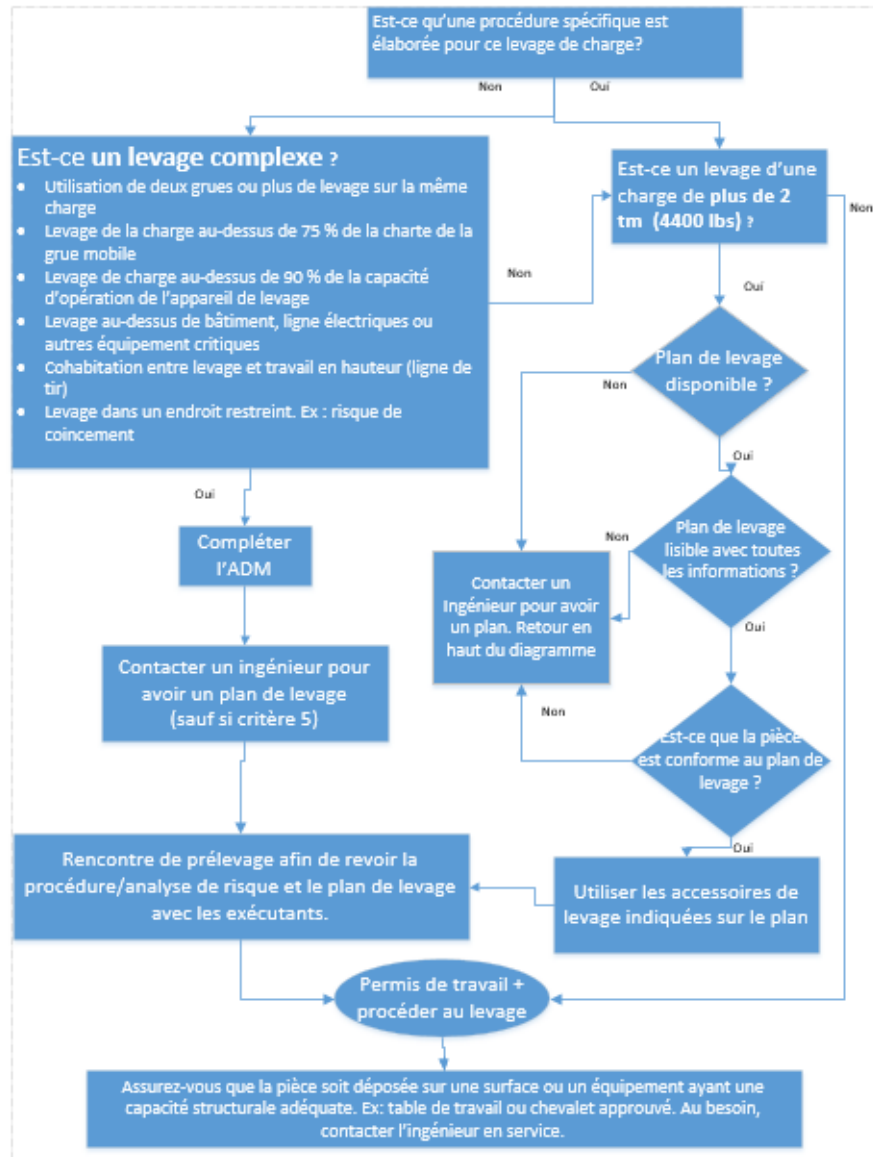 Est-ce qu'une procédure spécifique est
élaborée pour ce levage de charge?
Non
Oui
Est-ce un levage complexe ?
• Utilisation de deux grues ou plus de levage sur la même
charge
• Levage de la charge au-dessus de 75 % de la charte de la
grue mobile
• Levage de charge au-dessus de 90 % de la capacité
d'opération de l'appareil de levage
• Levage au-dessus de bâtiment, ligne électriques ou
autres équipement critiques
• Cohabitation entre levage et travail en hauteur (ligne de
tir)
• Levage dans un endroit restreint. Ex : risque de
coincement
Non
Est-ce un levage d'une
charge de plus de 2
tm (4400 lbs) ?
Non
Oui
Plan de levage
disponible ?
Non
Oui
Plan de levage
lisible avec toutes
les informations ?
Non
Oui
Contacter un
Ingénieur pour avoir
un plan. Retour en
haut du diagramme
Est-ce que la pièce
est conforme au plan de
levage ?
Non
Oui
Utiliser les accessoires de
levage indiquées sur le plan
Oui
Compléter
l'ADM
Contacter un ingénieur pour
avoir un plan de levage
(sauf si critère 5)
Rencontre de prélevage afin de revoir la
procédure/analyse de risque et le plan de levage
avec les exécutants.
Permis de travail +
procéder au levage
Assurez-vous que la pièce soit déposée sur une surface ou un équipement ayant une
capacité structurale adéquate. Ex: table de travail ou chevalet approuvé. Au besoin,
contacter l'ingénieur en service.